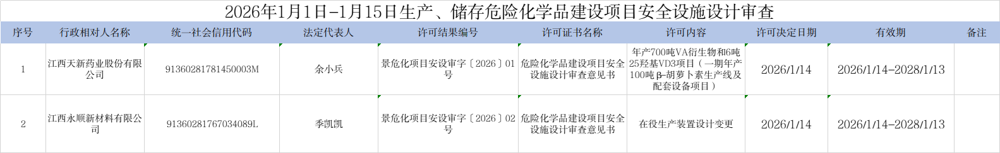 2026年1月1日-1月15日生产、储存危险化学品建设项目安全设施设计审查
序号 行政相对人名称 统一社会信用代码 法定代表人 许可结果编号 许可证书名称 许可内容 许可决定日期 有效期 备注
1 江西天新药业股份有限公司 91360281781450003M 余小兵 景危化项目安设审字〔2026〕01号 危险化学品建设项目安全设施设计审查意见书 年产700吨VA衍生物和6吨25羟基VD3项目（一期年产100吨β-胡萝卜素生产线及配套设备项目） 2026/1/14 2026/1/14-2028/1/13
2 江西永顺新材料有限公司 91360281767034089L 季凯凯 景危化项目安设审字〔2026〕02号 危险化学品建设项目安全设施设计审查意见书 在役生产装置设计变更 2026/1/14 2026/1/14-2028/1/13